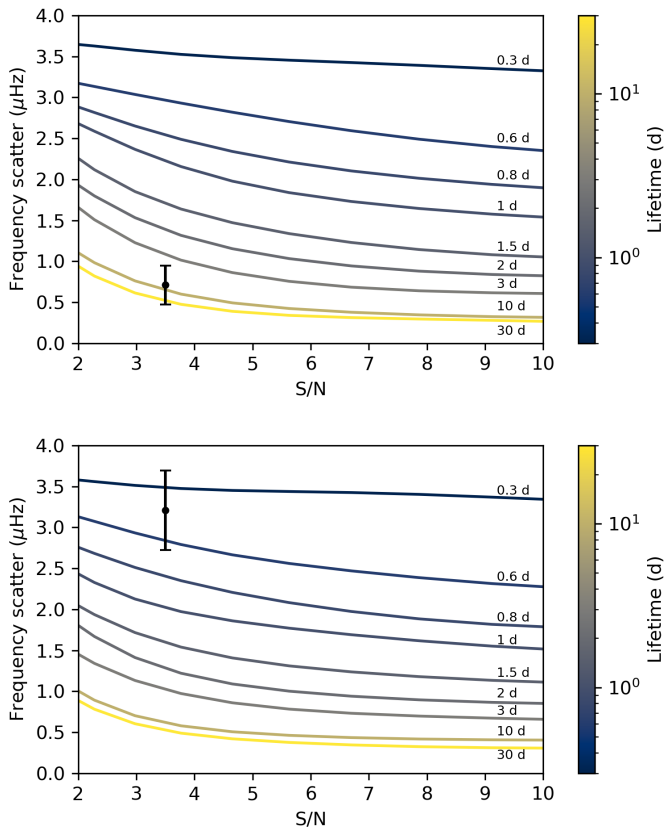 4.0
3.5
3.0
2.5
2.0
1.5
1.0
0.5
0.0
Frequency scatter (μHz)
0.3 d
0.6 d
0.8 d
1 d
1.5 d
2 d
3 d
10 d
30 d
2 3 4 5 6 7 8 9 10
S/N
10¹
10⁰
Lifetime (d)
4.0
3.5
3.0
2.5
2.0
1.5
1.0
0.5
0.0
Frequency scatter (μHz)
0.3 d
0.6 d
0.8 d
1 d
1.5 d
2 d
3 d
10 d
30 d
2 3 4 5 6 7 8 9 10
S/N
10¹
10⁰
Lifetime (d)